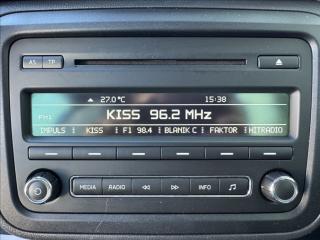 AS TP
27.0°C 15:38
KISS 96.2 MHz
FM1
IMPULS KISS F1 98.4 BLANIK C FAKTOR HITRADIO
MEDIA RADIO INFO